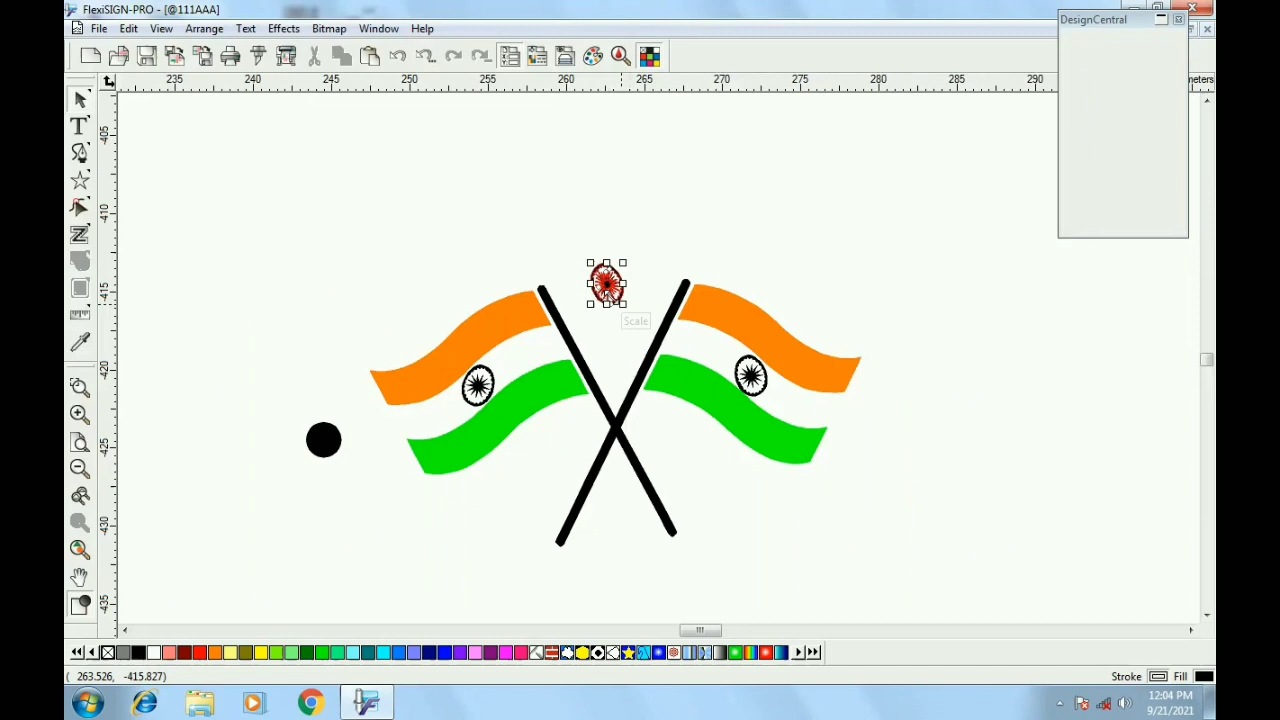 FlexiSIGN-PRO - [@111AAA]
DesignCentral
File Edit View Arrange Text Effects Bitmap Window Help
235 240 245 250 255 260 265 270 275 280 285 290 meters
405
410
415
420
425
430
435
Scale
( 263.526, -415.827)
Stroke Fill
12:04 PM
9/21/2021